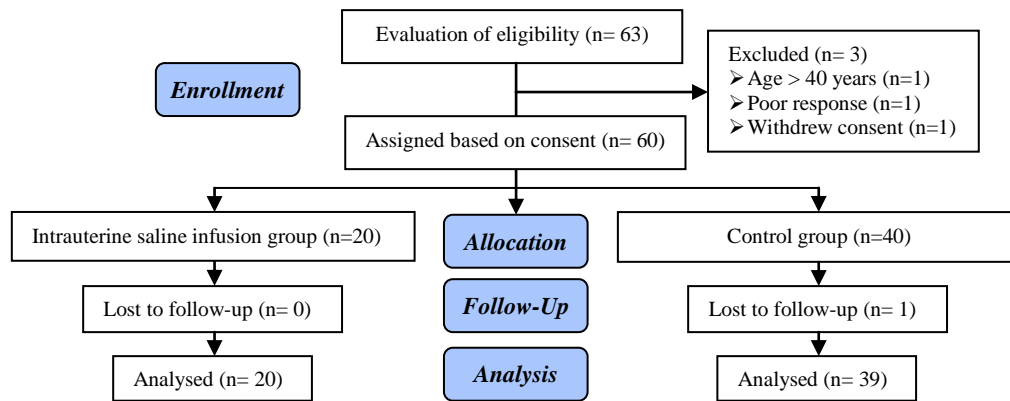 Evaluation of eligibility (n= 63)
Excluded (n= 3)
➢Age > 40 years (n=1)
➢Poor response (n=1)
➢Withdrew consent (n=1)
Enrollment
Assigned based on consent (n= 60)
Intrauterine saline infusion group (n=20)
Allocation
Control group (n=40)
Lost to follow-up (n= 0)
Follow-Up
Lost to follow-up (n= 1)
Analysed (n= 20)
Analysis
Analysed (n= 39)